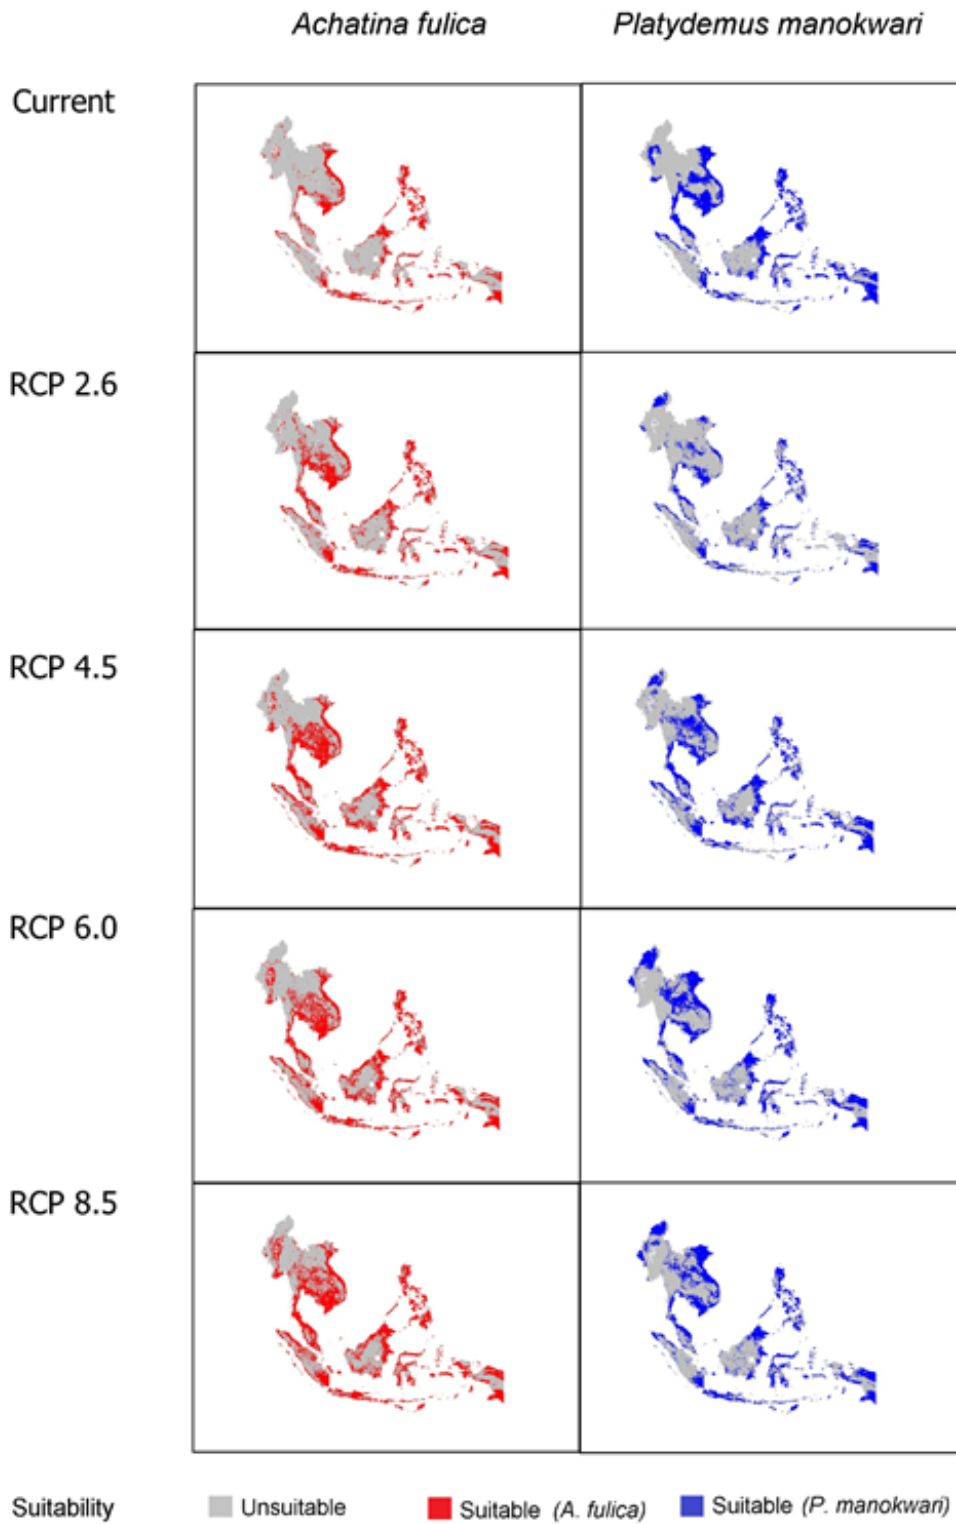 Achatina fulica Platydemus manokwari
Current
RCP 2.6
RCP 4.5
RCP 6.0
RCP 8.5
Suitability Unsuitable Suitable (A. fulica) Suitable (P. manokwari)